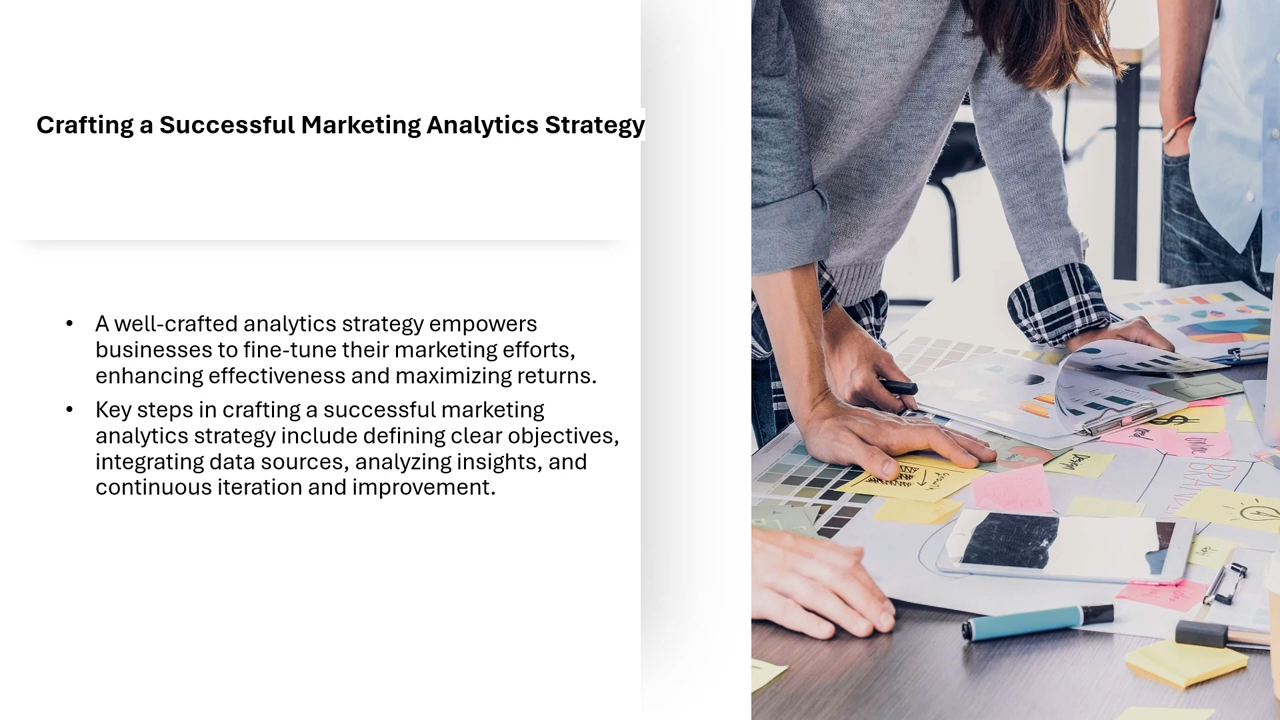 Crafting a Successful Marketing Analytics Strategy
• A well-crafted analytics strategy empowers
businesses to fine-tune their marketing efforts,
enhancing effectiveness and maximizing returns.
• Key steps in crafting a successful marketing
analytics strategy include defining clear objectives,
integrating data sources, analyzing insights, and
continuous iteration and improvement.
Design